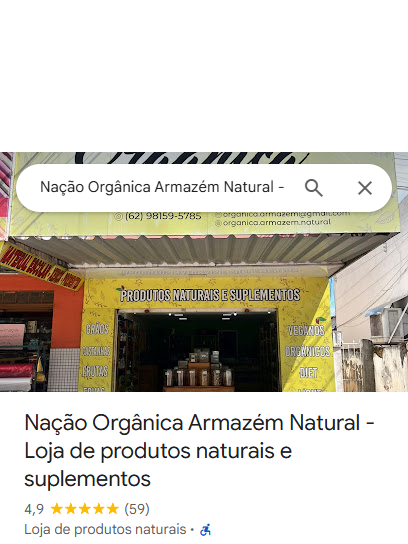 Orgânica
Nação Orgânica Armazém Natural -
(62) 98159-5785
organica.armazem@gmail.com
organica.armazem.natural
PRODUTOS NATURAIS E SUPLEMENTOS
GRÃOS
CASTANHAS
FRUTAS
VEGANOS
ORGÂNICOS
DIET
Nação Orgânica Armazém Natural -
Loja de produtos naturais e
suplementos
4,9 ★★★★★ (59)
Loja de produtos naturais •